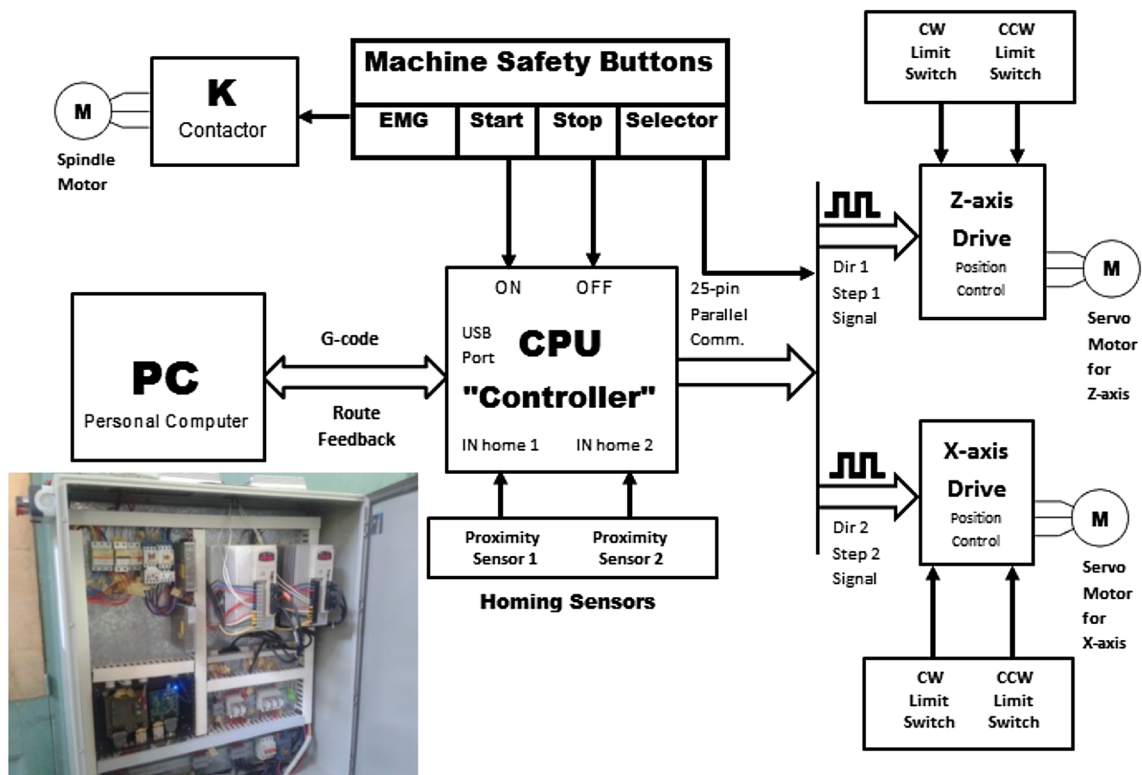 Machine Safety Buttons
EMG
Start
Stop
Selector
K
Contactor
M
Spindle
Motor
CW
Limit
Switch
CCW
Limit
Switch
Z-axis
Drive
Position
Control
M
Servo
Motor
for
Z-axis
Dir 1
Step 1
Signal
25-pin
Parallel
Comm.
ON
OFF
USB
Port
CPU
"Controller"
IN home 1
IN home 2
G-code
Route
Feedback
PC
Personal Computer
Proximity
Sensor 1
Proximity
Sensor 2
Homing Sensors
Dir 2
Step 2
Signal
X-axis
Drive
Position
Control
M
Servo
Motor
for
X-axis
CW
Limit
Switch
CCW
Limit
Switch